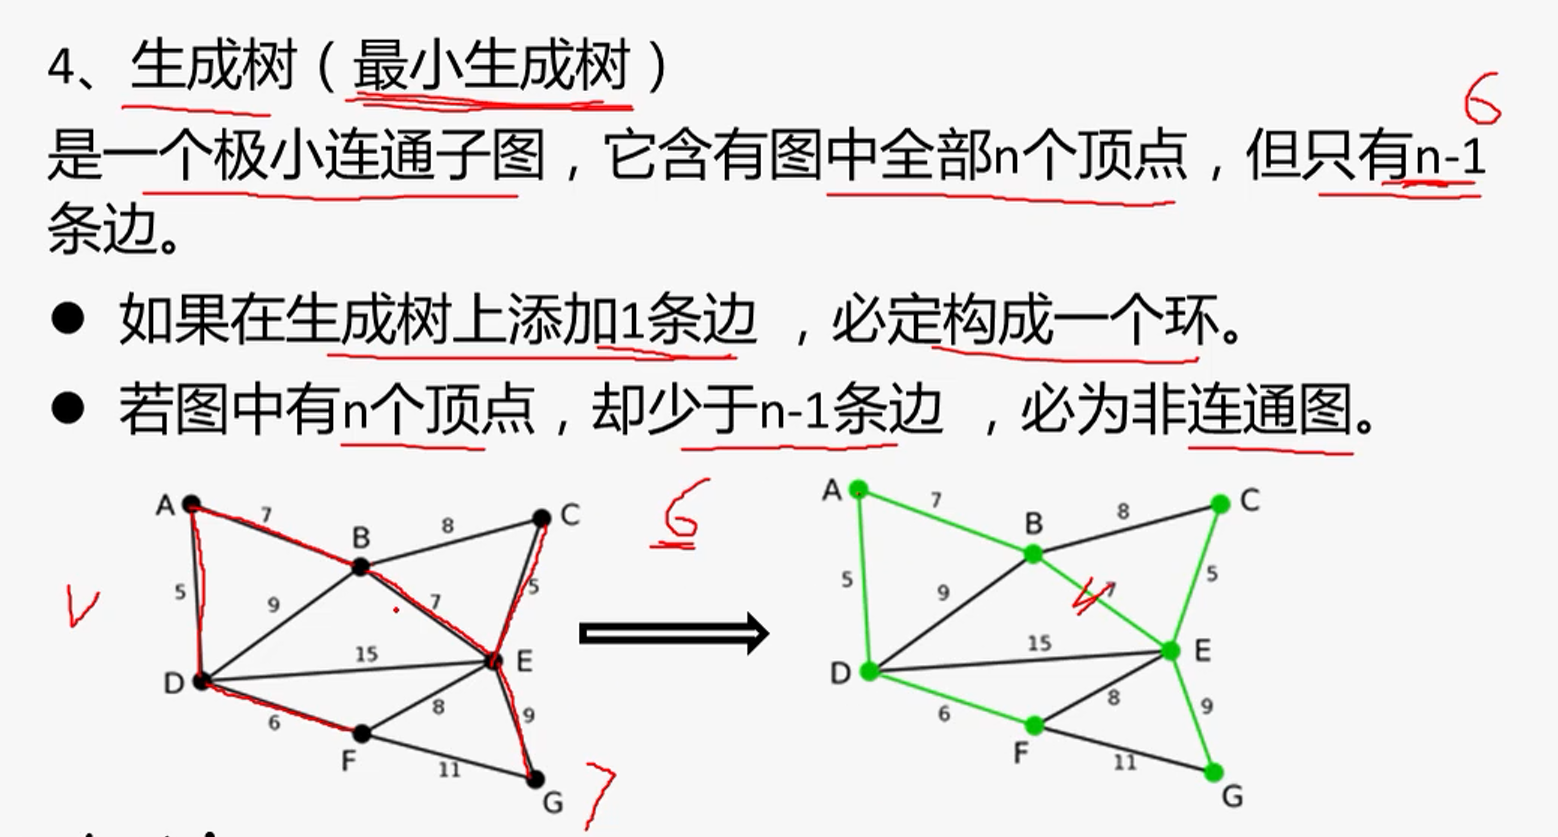 4、生成树（最小生成树）
6
是一个极小连通子图，它含有图中全部n个顶点，但只有n-1
条边。
● 如果在生成树上添加1条边 ，必定构成一个环。
● 若图中有n个顶点，却少于n-1条边 ，必为非连通图。
A 7 B 8 C
5 9 7 5
15
D E
6 8 9
F 11 G
6
7
A 7 B 8 C
5 9 7 5
15
D E
6 8 9
F 11 G